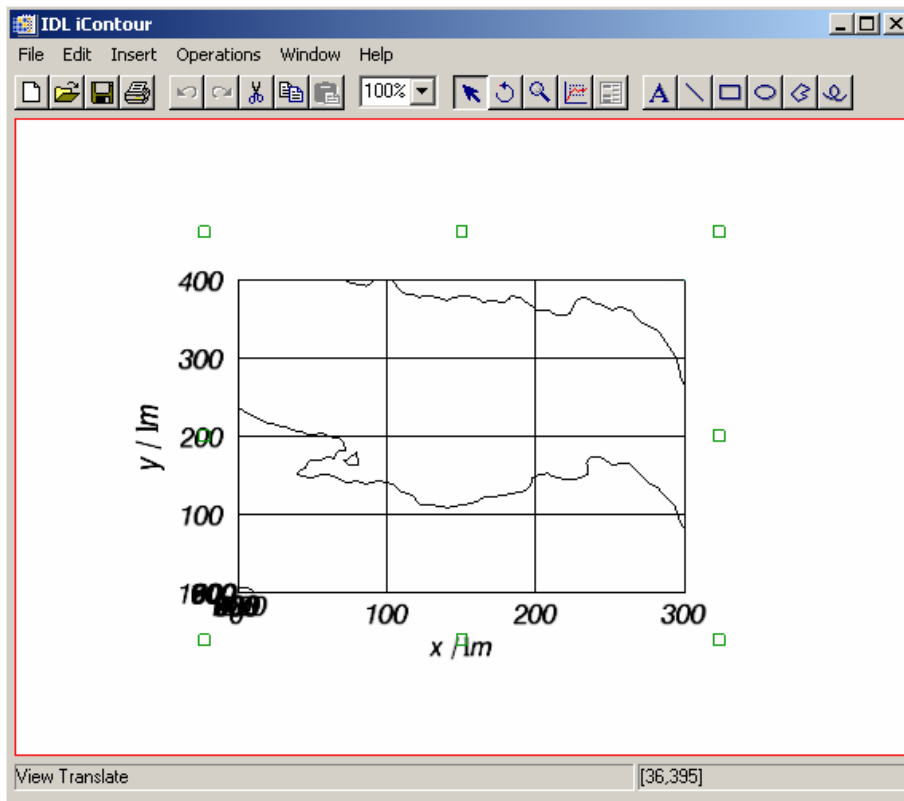 IDL iContour
File Edit Insert Operations Window Help
100%
A
400
300
200
100
y / lm
0 100 200 300
x / lm
View Translate [36,395]